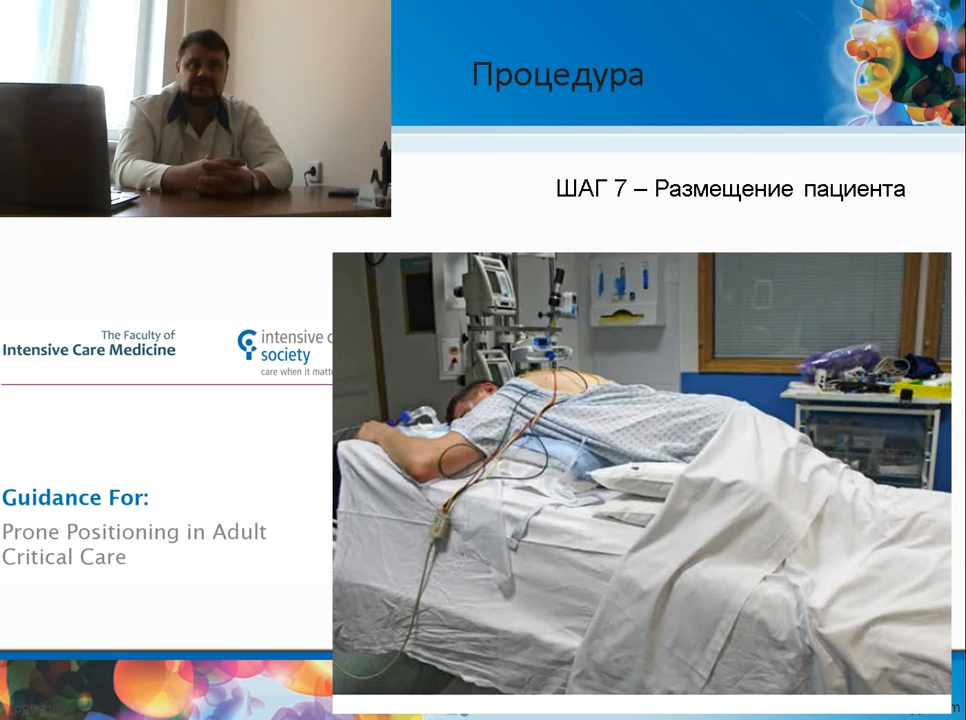 Процедура
ШАГ 7 – Размещение пациента
The Faculty of
Intensive Care Medicine
intensive
society
care when it
Guidance For:
Prone Positioning in Adult
Critical Care